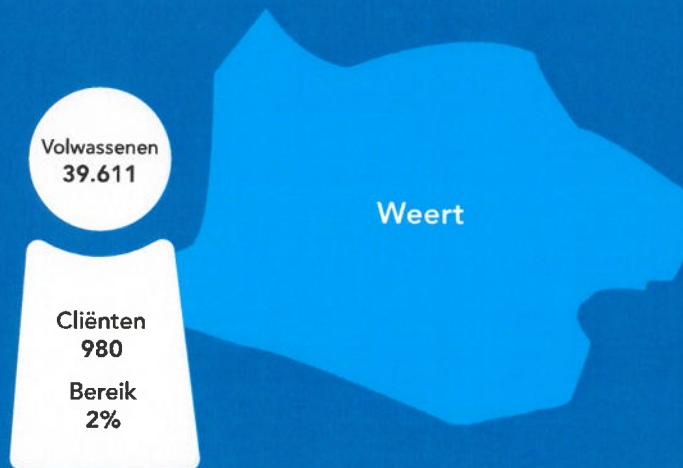 Volwassenen
39.611
Weert
Cliënten
980
Bereik
2%